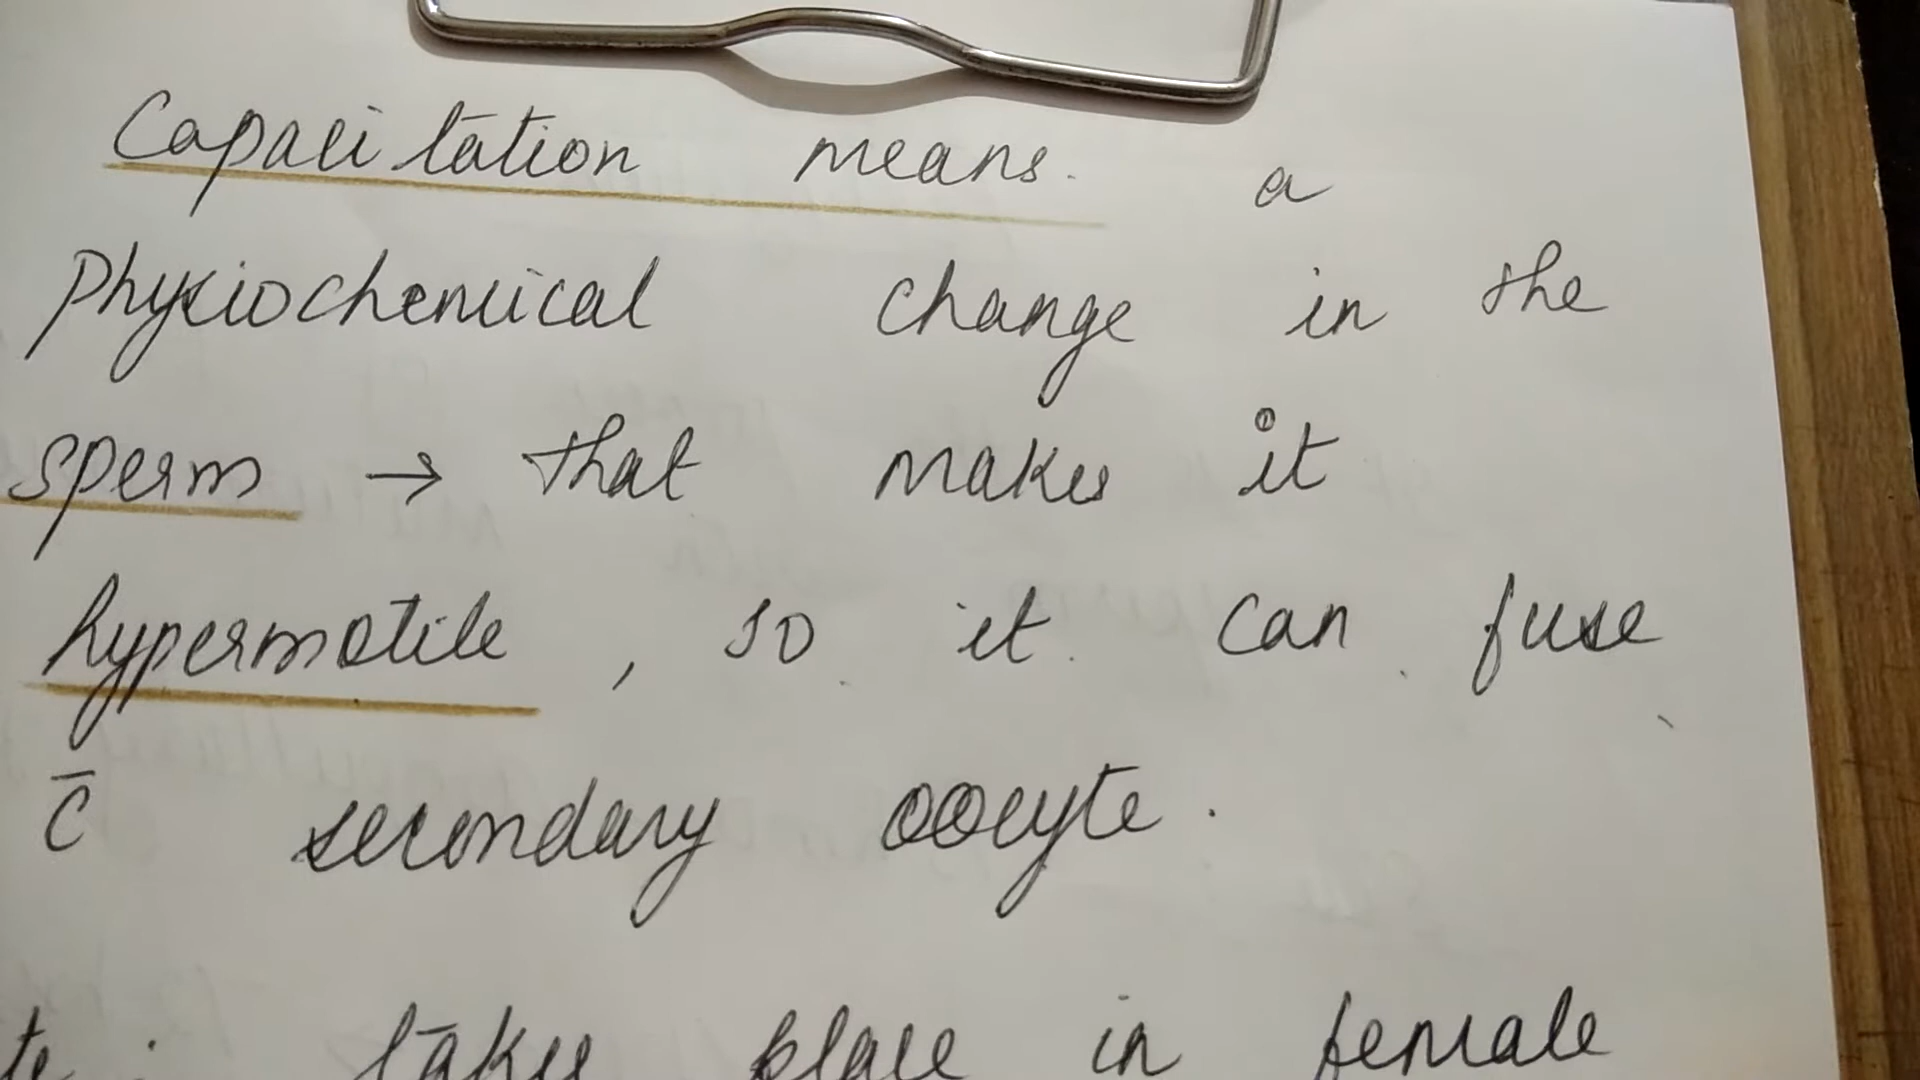 Capacitation means a
Physiochemical change in the
sperm → that makes it
hypermotile, so it can fuse
c̄ secondary oocyte.
takes place in female